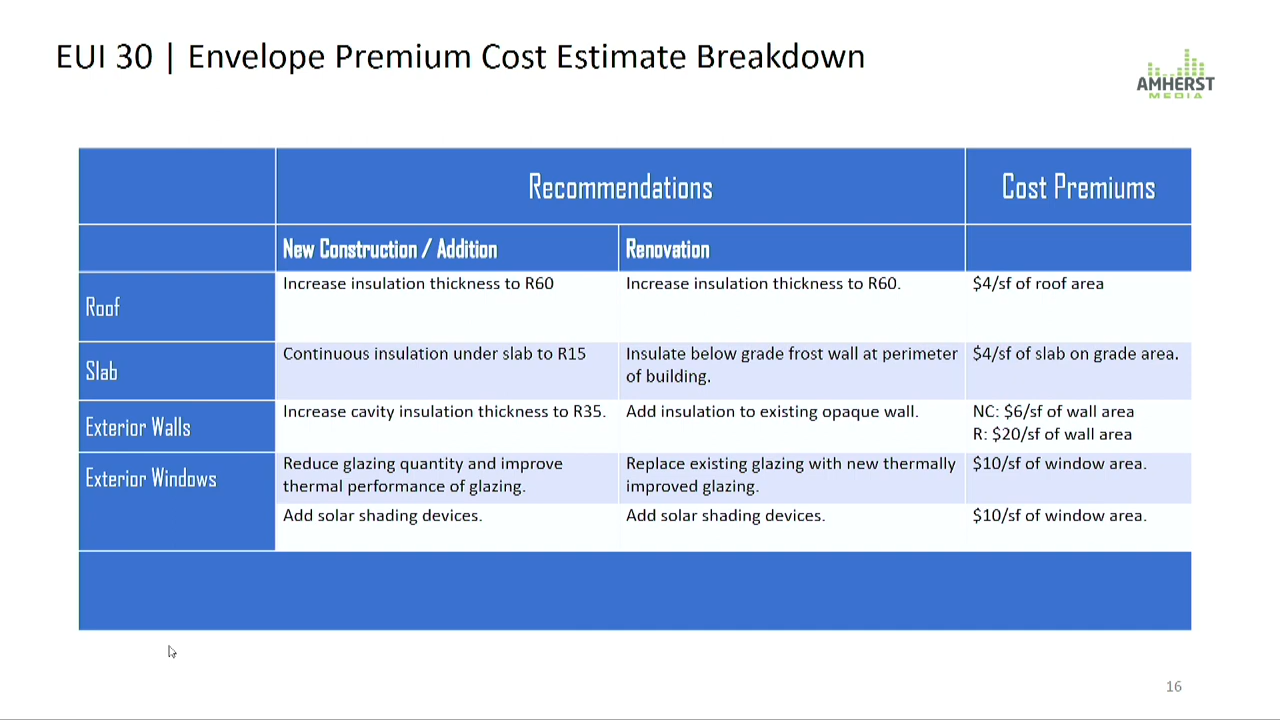 EUI 30 | Envelope Premium Cost Estimate Breakdown
AMHERST
MEDIA
Recommendations
Cost Premiums
New Construction / Addition
Renovation
Roof
Increase insulation thickness to R60
Increase insulation thickness to R60.
$4/sf of roof area
Slab
Continuous insulation under slab to R15
Insulate below grade frost wall at perimeter
of building.
$4/sf of slab on grade area.
Exterior Walls
Increase cavity insulation thickness to R35.
Add insulation to existing opaque wall.
NC: $6/sf of wall area
R: $20/sf of wall area
Exterior Windows
Reduce glazing quantity and improve
thermal performance of glazing.
Replace existing glazing with new thermally
improved glazing.
$10/sf of window area.
Add solar shading devices.
Add solar shading devices.
$10/sf of window area.
16